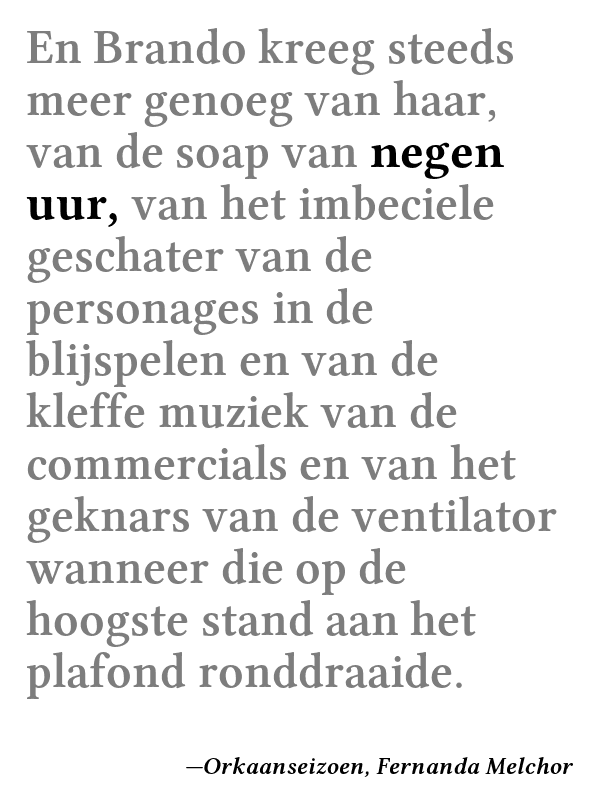 En Brando kreeg steeds
meer genoeg van haar,
van de soap van negen
uur, van het imbeciele
geschater van de
personages in de
blijspelen en van de
kleffe muziek van de
commercials en van het
geknars van de ventilator
wanneer die op de
hoogste stand aan het
plafond ronddraaide.
—Orkaanseizoen, Fernanda Melchor